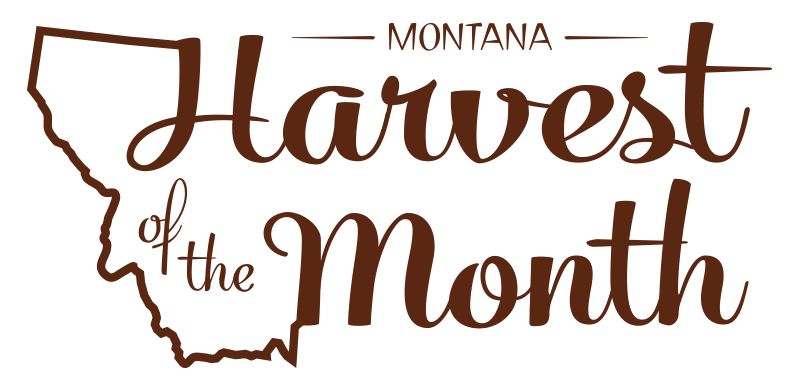 MONTANA
Harvest
of the
Month